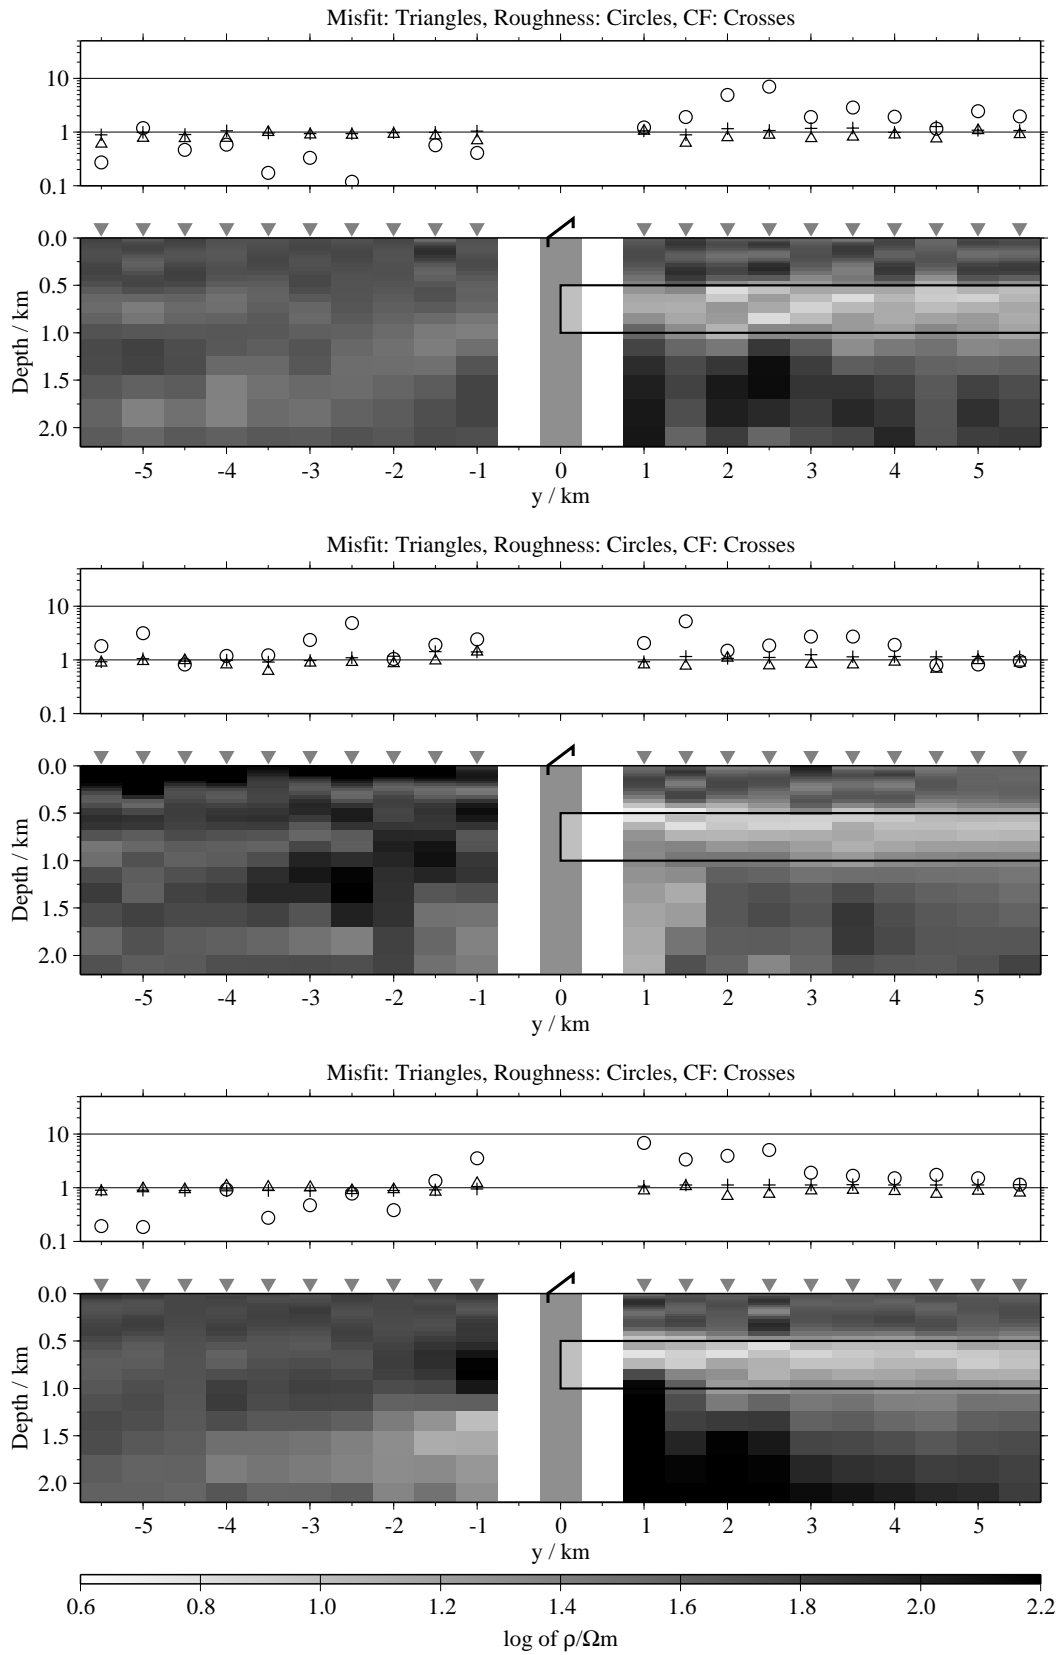 Misfit: Triangles, Roughness: Circles, CF: Crosses
10
1
0.1
0.0
0.5
1.0
1.5
2.0
Depth / km
-5 -4 -3 -2 -1 0 1 2 3 4 5
y / km
Misfit: Triangles, Roughness: Circles, CF: Crosses
10
1
0.1
0.0
0.5
1.0
1.5
2.0
Depth / km
-5 -4 -3 -2 -1 0 1 2 3 4 5
y / km
Misfit: Triangles, Roughness: Circles, CF: Crosses
10
1
0.1
0.0
0.5
1.0
1.5
2.0
Depth / km
-5 -4 -3 -2 -1 0 1 2 3 4 5
y / km
0.6 0.8 1.0 1.2 1.4 1.6 1.8 2.0 2.2
log of ρ/Ωm